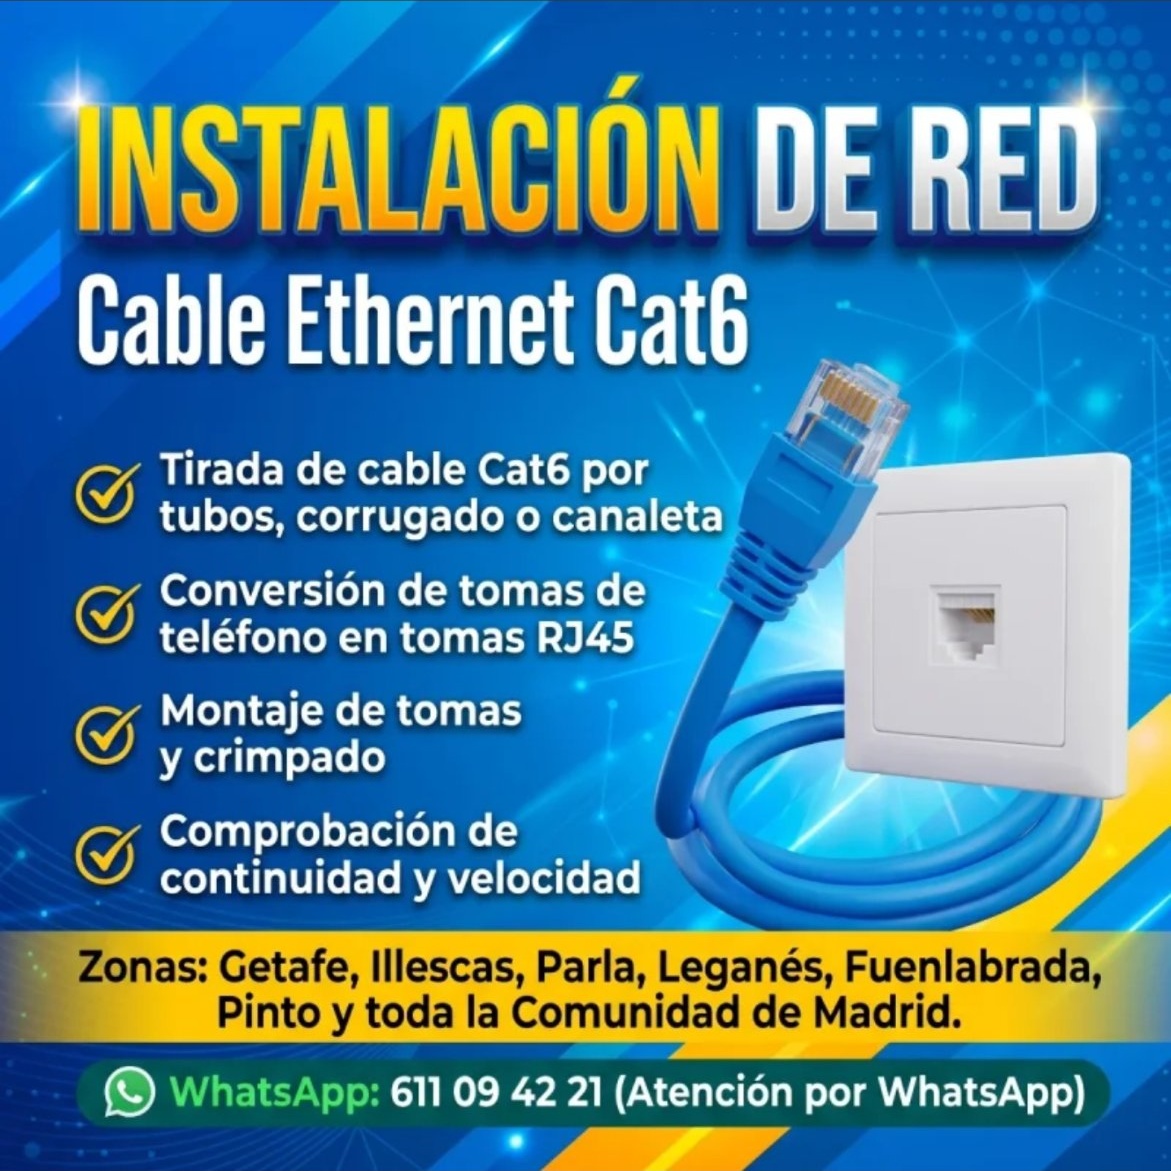 INSTALACIÓN DE RED
Cable Ethernet Cat6
Tirada de cable Cat6 por
tubos, corrugado o canaleta
Conversión de tomas de
teléfono en tomas RJ45
Montaje de tomas
y crimpado
Comprobación de
continuidad y velocidad
Zonas: Getafe, Illescas, Parla, Leganés, Fuenlabrada,
Pinto y toda la Comunidad de Madrid.
WhatsApp: 611 09 42 21 (Atención por WhatsApp)